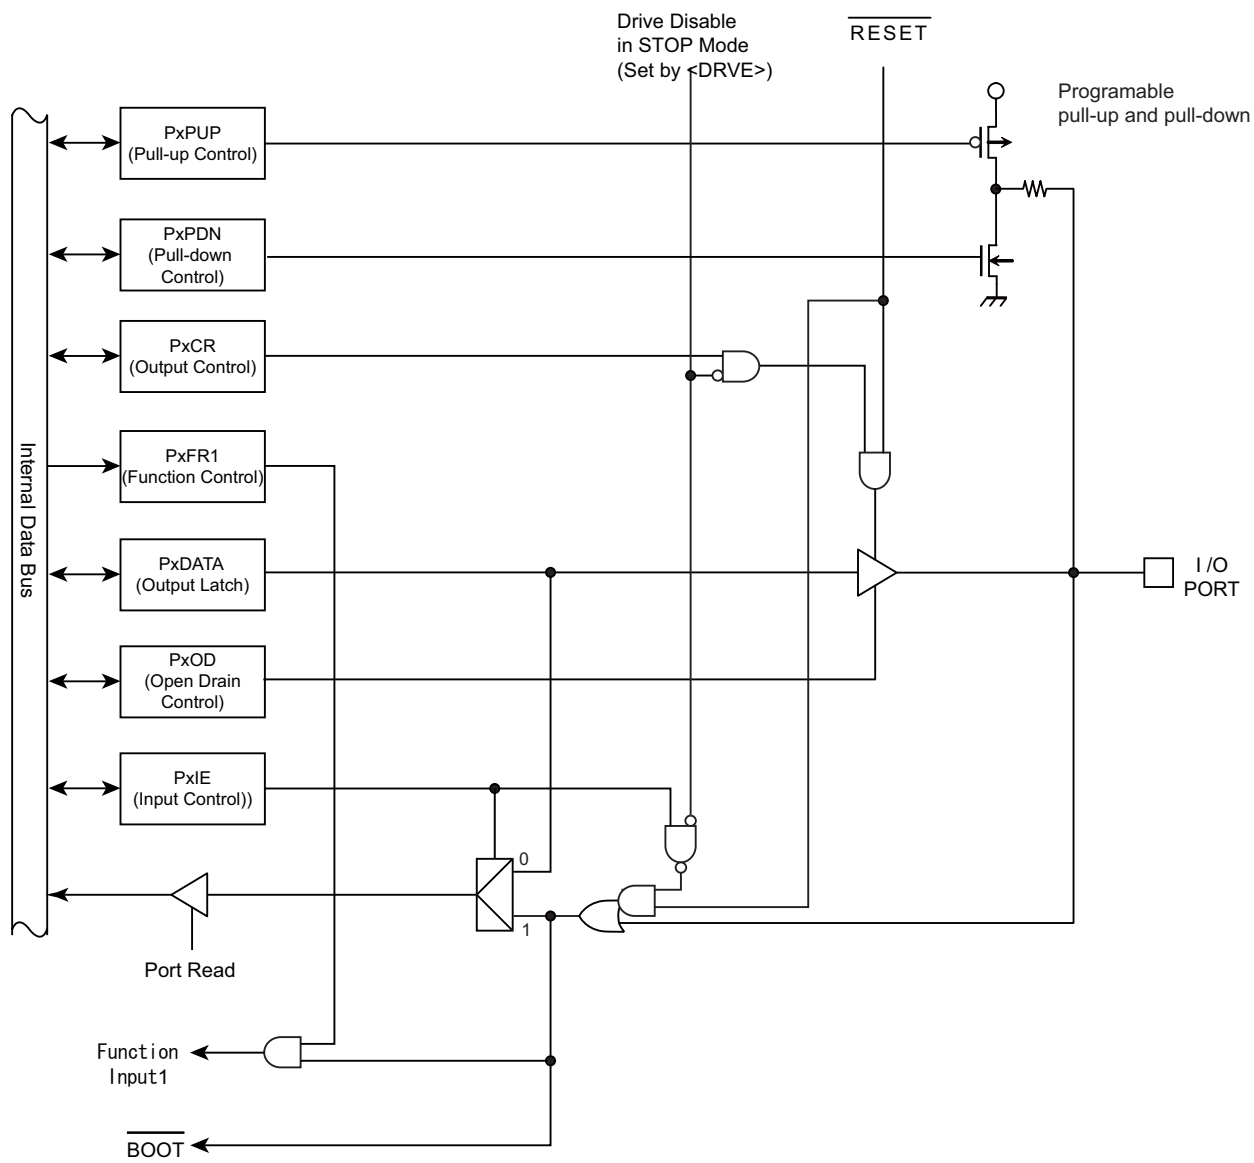 Drive Disable
in STOP Mode
(Set by <DRVE>)
RESET
Programable
pull-up and pull-down
PxPUP
(Pull-up Control)
PxPDN
(Pull-down
Control)
PxCR
(Output Control)
PxFR1
(Function Control)
Internal Data Bus
PxDATA
(Output Latch)
I /O
PORT
PxOD
(Open Drain
Control)
PxIE
(Input Control))
0
1
Port Read
Function
Input1
BOOT